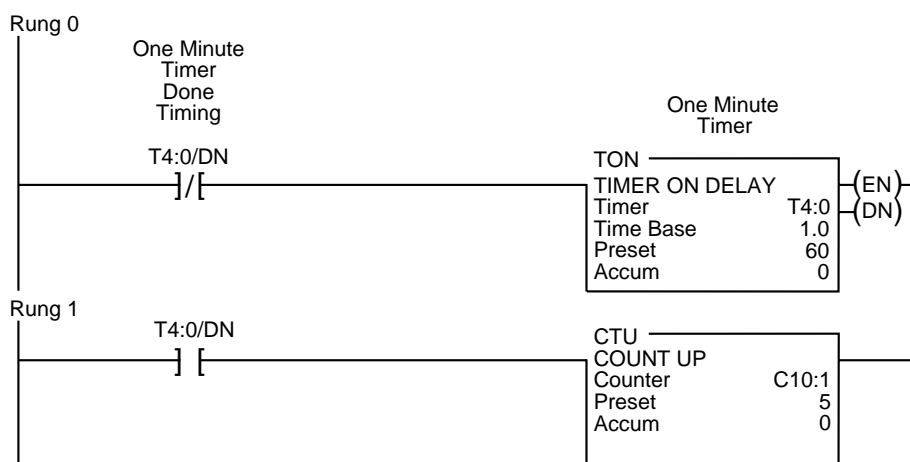 Rung 0
One Minute
Timer
Done
Timing
T4:0/DN
]/[
One Minute
Timer
TON
TIMER ON DELAY
Timer T4:0
Time Base 1.0
Preset 60
Accum 0
(EN)
(DN)
Rung 1
T4:0/DN
] [
CTU
COUNT UP
Counter C10:1
Preset 5
Accum 0